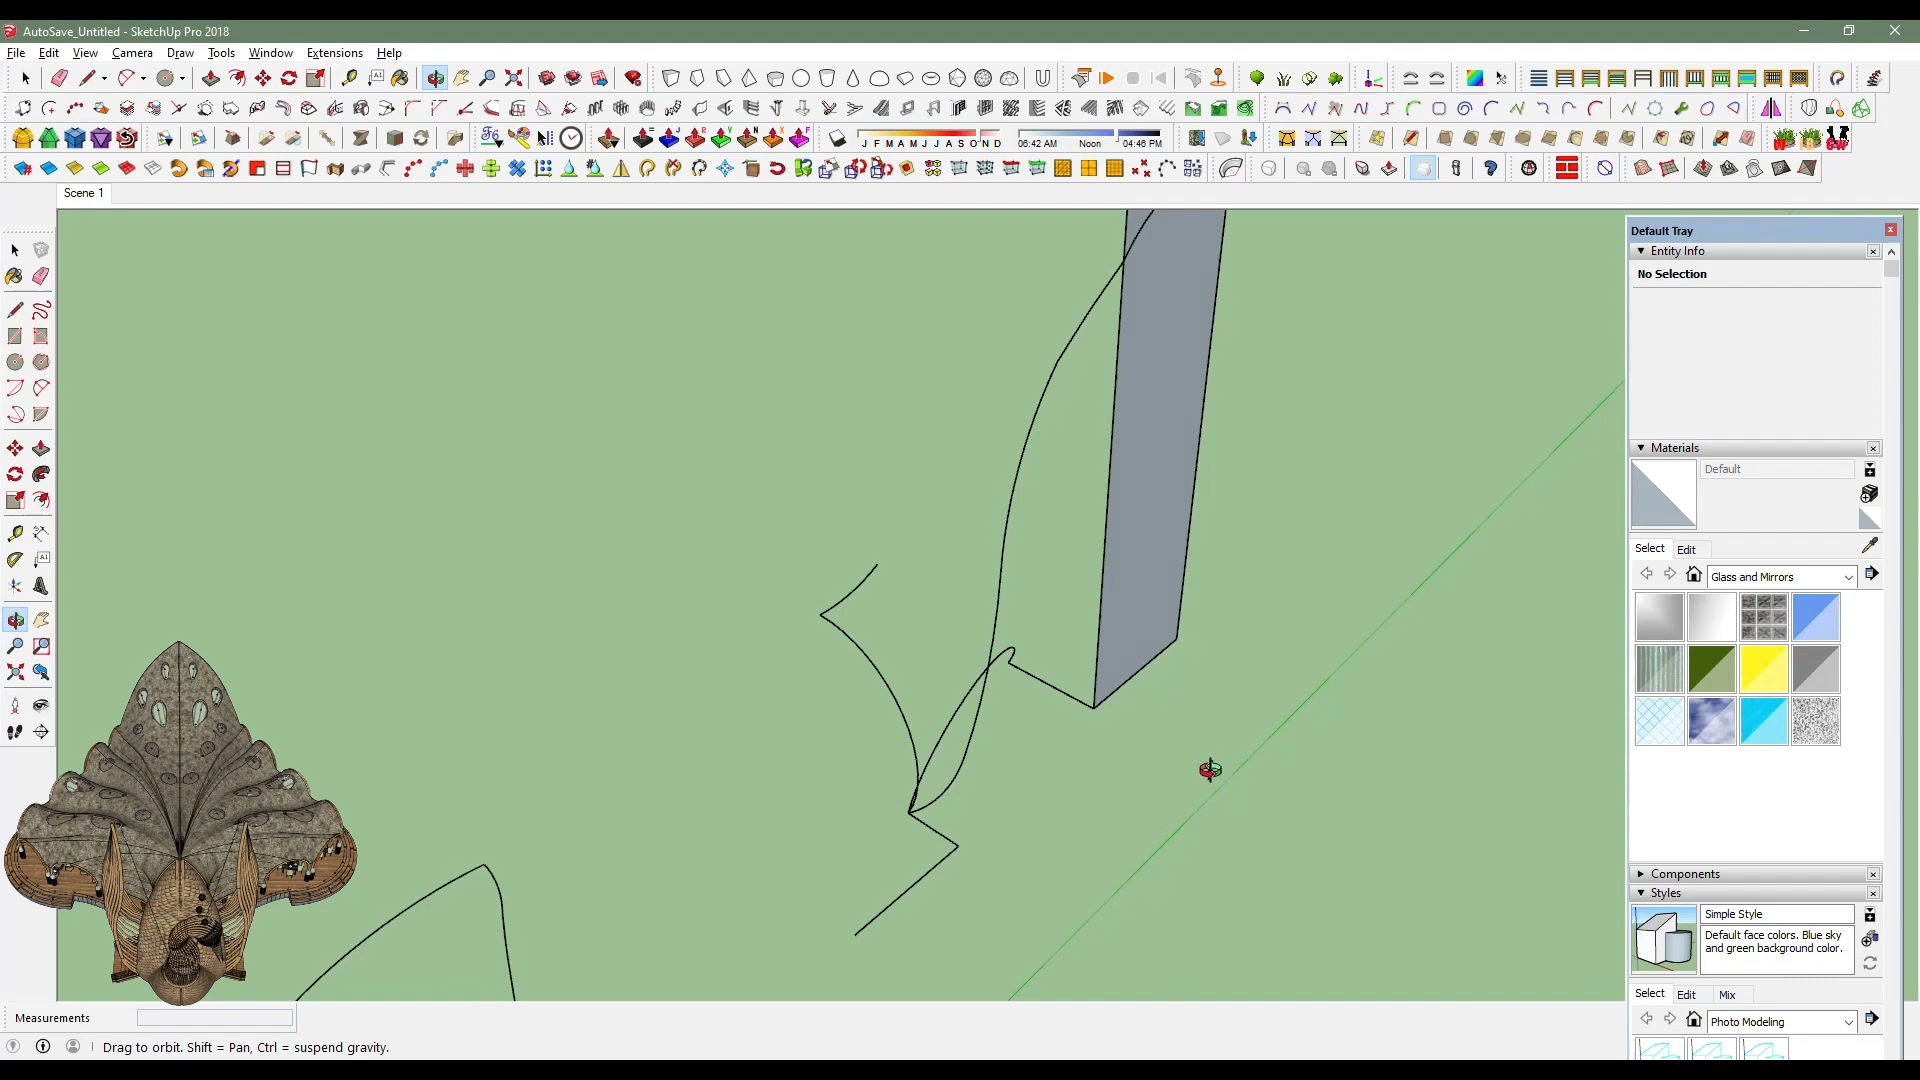 AutoSave_Untitled - SketchUp Pro 2018
File Edit View Camera Draw Tools Window Extensions Help
J F M A M J J A S O N D 06:42 AM Noon 04:46 PM
Scene 1
Default Tray
Entity Info
No Selection
Materials
Default
Select Edit
Glass and Mirrors
Components
Styles
Simple Style
Default face colors. Blue sky
and green background color.
Select Edit Mix
Photo Modeling
Measurements
Drag to orbit. Shift = Pan, Ctrl = suspend gravity.